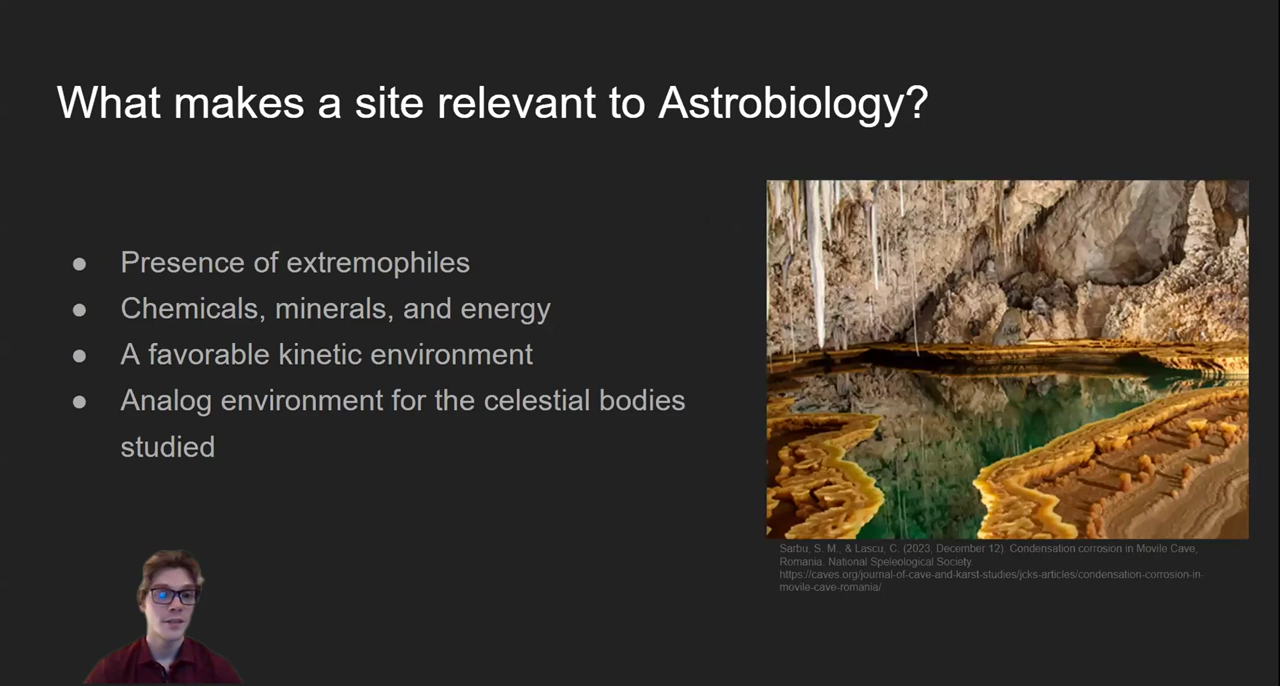 What makes a site relevant to Astrobiology?
● Presence of extremophiles
● Chemicals, minerals, and energy
● A favorable kinetic environment
● Analog environment for the celestial bodies
studied
Sarbu, S. M., & Lascu, C. (2023, December 12). Condensation corrosion in Movile Cave,
Romania. National Speleological Society.
https://caves.org/journal-of-cave-and-karst-studies/jcks-articles/condensation-corrosion-in-
movile-cave-romania/